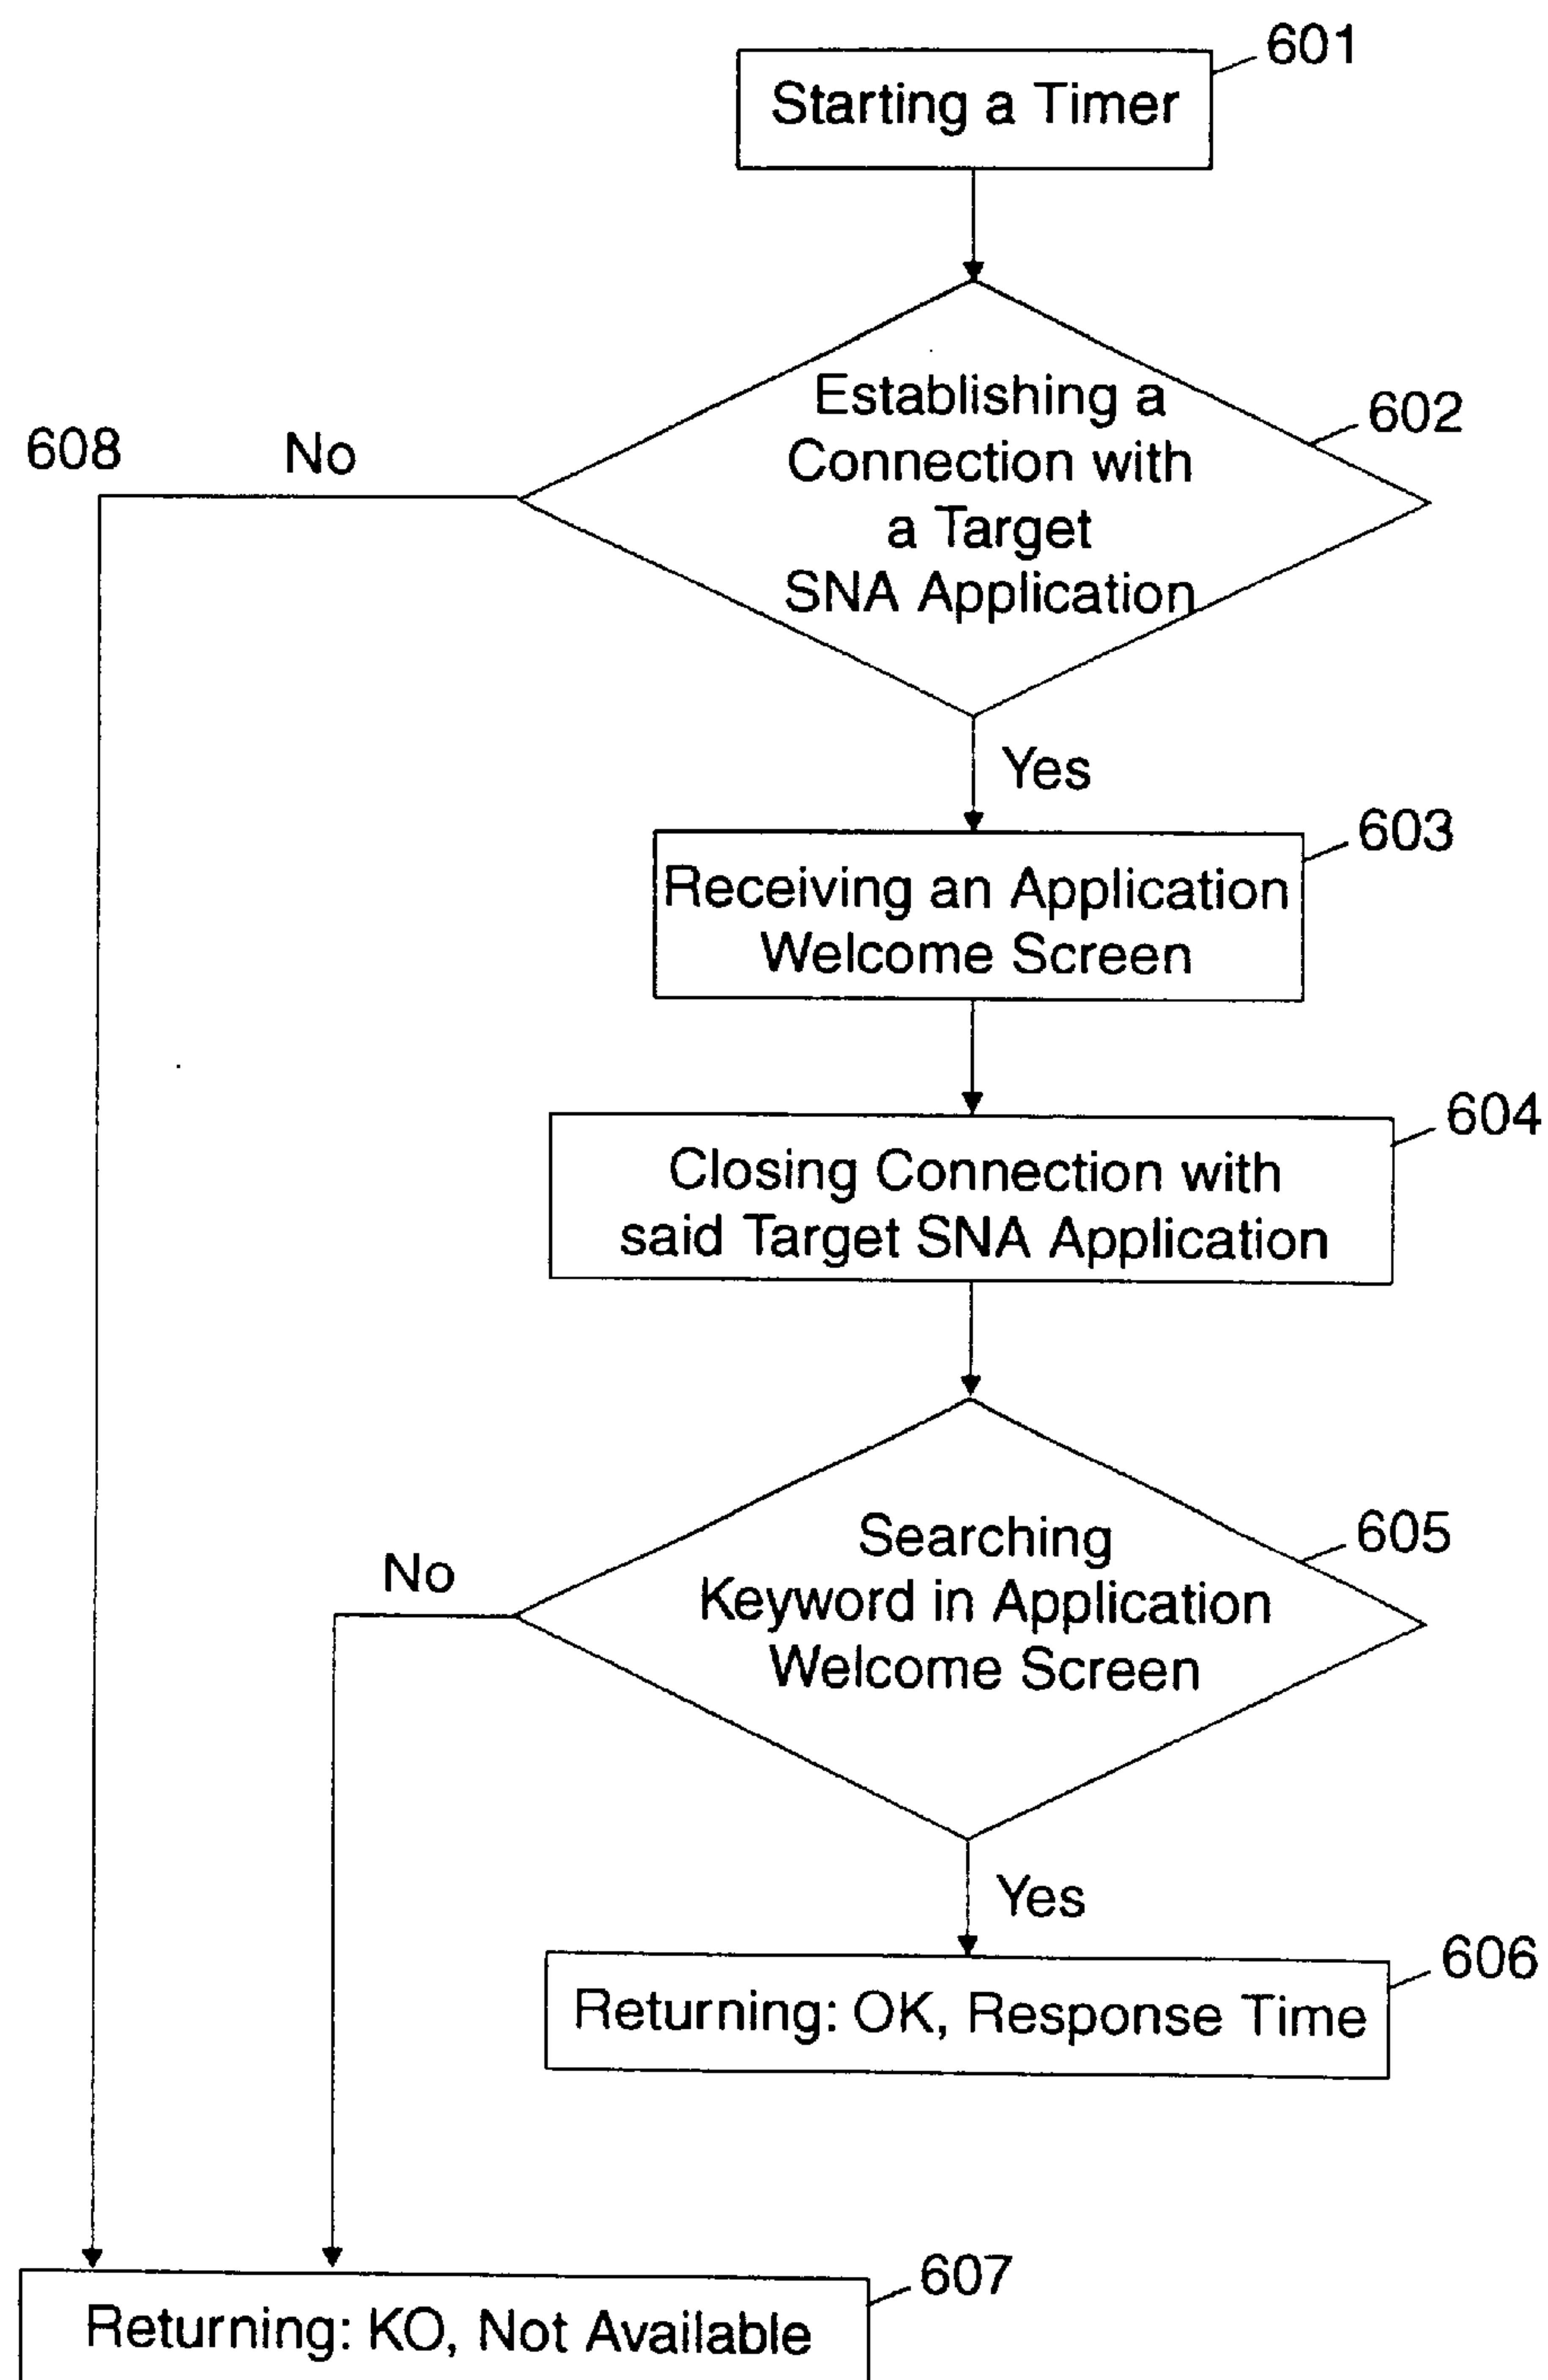 601
Starting a Timer
602
Establishing a
Connection with
a Target
SNA Application
608
No
Yes
603
Receiving an Application
Welcome Screen
604
Closing Connection with
said Target SNA Application
605
Searching
Keyword in Application
Welcome Screen
No
Yes
606
Returning: OK, Response Time
607
Returning: KO, Not Available